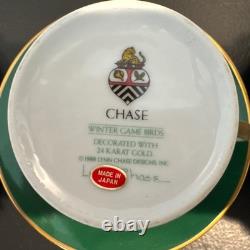 CHASE
WINTER GAME BIRDS
DECORATED WITH
24 KARAT GOLD
©1988 LYNN CHASE DESIGNS, INC.
MADE IN
JAPAN